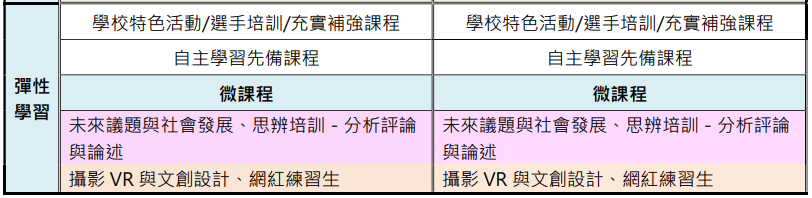 學校特色活動/選手培訓/充實補強課程
學校特色活動/選手培訓/充實補強課程
自主學習先備課程
自主學習先備課程
彈性
學習
微課程
微課程
未來議題與社會發展、思辨培訓－分析評論
與論述
未來議題與社會發展、思辨培訓－分析評論
與論述
攝影 VR 與文創設計、網紅練習生
攝影 VR 與文創設計、網紅練習生